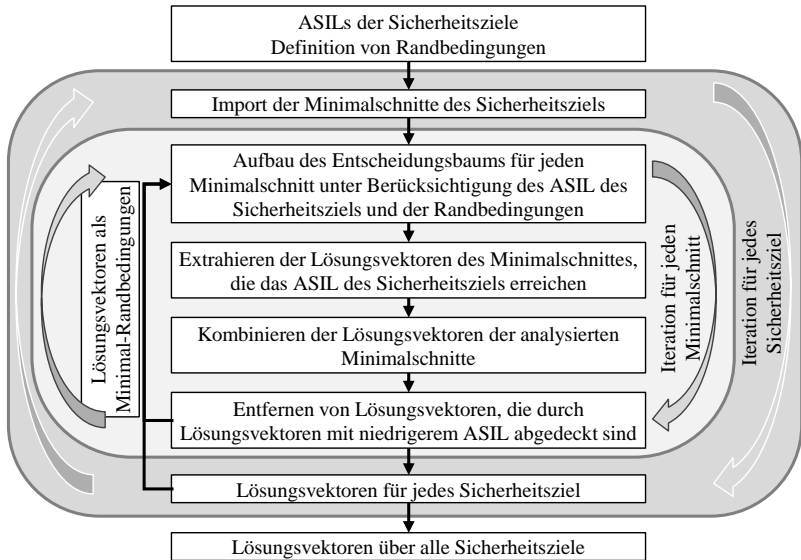 ASILs der Sicherheitsziele
Definition von Randbedingungen
Import der Minimalschnitte des Sicherheitsziels
Aufbau des Entscheidungsbaums für jeden
Minimalschnitt unter Berücksichtigung des ASIL des
Sicherheitsziels und der Randbedingungen
Extrahieren der Lösungsvektoren des Minimalschnittes,
die das ASIL des Sicherheitsziels erreichen
Kombinieren der Lösungsvektoren der analysierten
Minimalschnitte
Entfernen von Lösungsvektoren, die durch
Lösungsvektoren mit niedrigerem ASIL abgedeckt sind
Lösungsvektoren für jedes Sicherheitsziel
Lösungsvektoren über alle Sicherheitsziele
Lösungsvektoren als
Minimal-Randbedingungen
Iteration für jeden
Minimalschnitt
Iteration für jedes
Sicherheitsziel